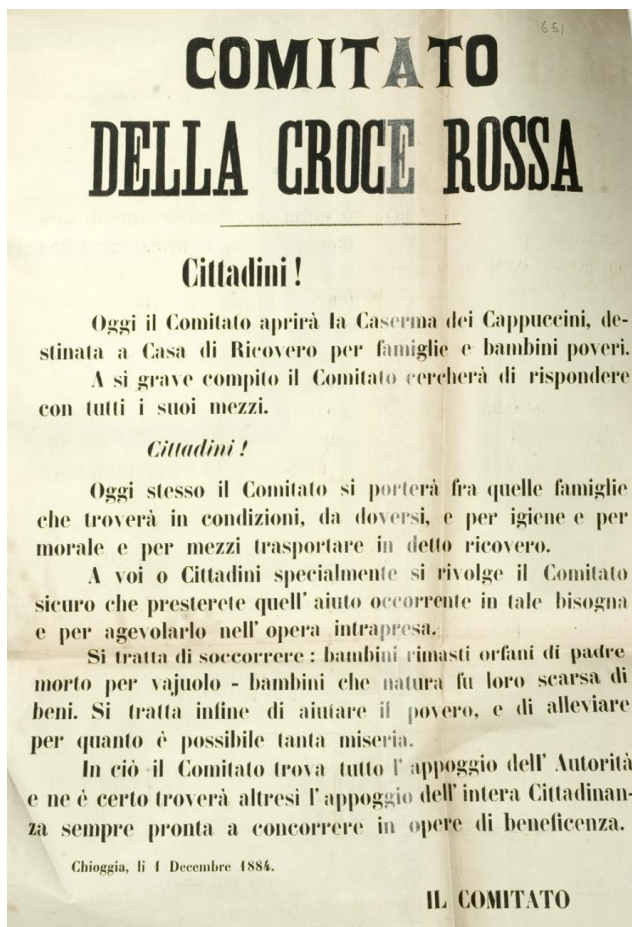 651
COMITATO
DELLA CROCE ROSSA
Cittadini!
Oggi il Comitato aprirà la Caserma dei Cappuccini, de-
stinata a Casa di Ricovero per famiglie e bambini poveri.
A si grave compito il Comitato cercherà di rispondere
con tutti i suoi mezzi.
Cittadini!
Oggi stesso il Comitato si porterà fra quelle famiglie
che troverà in condizioni, da doversi, e per igiene e per
morale e per mezzi trasportare in detto ricovero.
A voi o Cittadini specialmente si rivolge il Comitato
sicuro che presterete quell' aiuto occorrente in tale bisogna
e per agevolarlo nell' opera intrapresa.
Si tratta di soccorrere : bambini rimasti orfani di padre
morto per vajuolo - bambini che natura fu loro scarsa di
beni. Si tratta infine di aiutare il povero, e di alleviare
per quanto è possibile tanta miseria.
In ciò il Comitato trova tutto l' appoggio dell' Autorità
e ne è certo troverà altresì l' appoggio dell' intera Cittadinan-
za sempre pronta a concorrere in opere di beneficenza.
Chioggia, li 1 Decembre 1884.
IL COMITATO